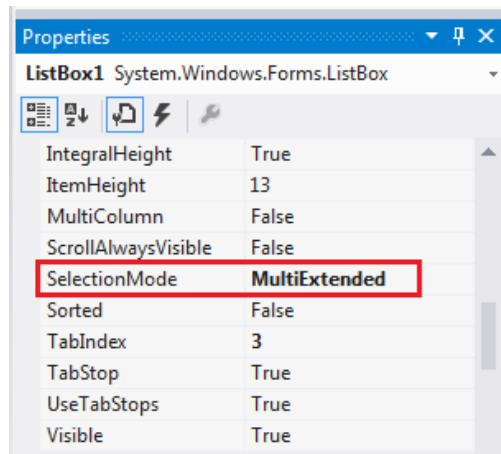 Properties
ListBox1 System.Windows.Forms.ListBox
IntegralHeight True
ItemHeight 13
MultiColumn False
ScrollAlwaysVisible False
SelectionMode MultiExtended
Sorted False
TabIndex 3
TabStop True
UseTabStops True
Visible True